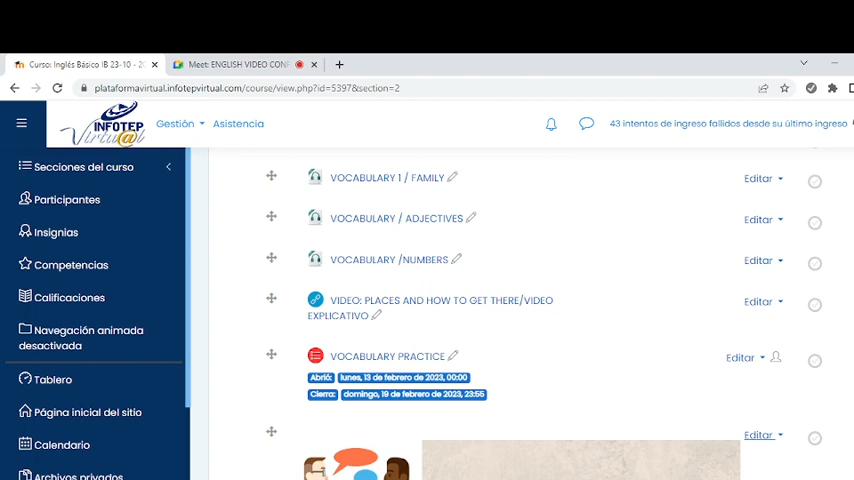 Curso: Inglés Básico IB 23-10 - 20
Meet: ENGLISH VIDEO CONF
plataformavirtual.infotepvirtual.com/course/view.php?id=5397&section=2
INFOTEP
Virtu@l
Gestión
Asistencia
43 intentos de ingreso fallidos desde su último ingreso
Secciones del curso
Participantes
Insignias
Competencias
Calificaciones
Navegación animada
desactivada
Tablero
Página inicial del sitio
Calendario
Archivos privados
VOCABULARY 1 / FAMILY
Editar
VOCABULARY / ADJECTIVES
Editar
VOCABULARY /NUMBERS
Editar
VIDEO: PLACES AND HOW TO GET THERE/VIDEO
EXPLICATIVO
Editar
VOCABULARY PRACTICE
Editar
Abrió: lunes, 13 de febrero de 2023, 00:00
Cierra: domingo, 19 de febrero de 2023, 23:55
Editar